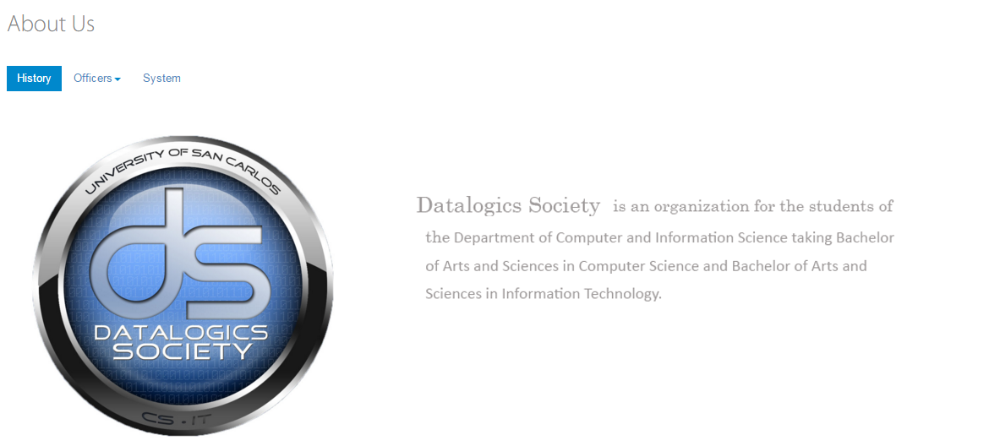 About Us
History Officers System
UNIVERSITY OF SAN CARLOS
ds
DATALOGICS
SOCIETY
CS - IT
Datalogics Society is an organization for the students of
the Department of Computer and Information Science taking Bachelor
of Arts and Sciences in Computer Science and Bachelor of Arts and
Sciences in Information Technology.